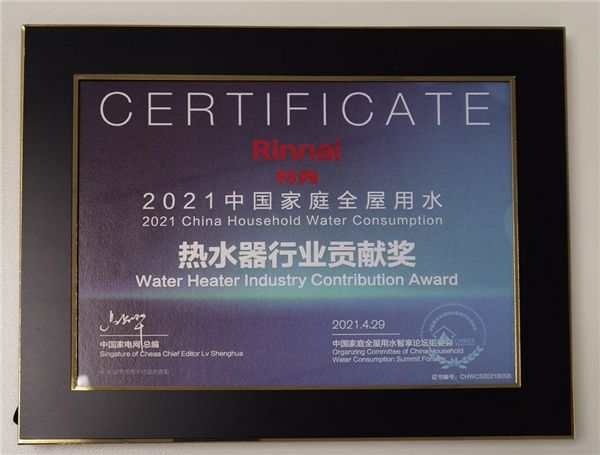 CERTIFICATE
Rinnai
林内
2021中国家庭全屋用水
2021 China Household Water Consumption
热水器行业贡献奖
Water Heater Industry Contribution Award
中国家电网 总编
Singature of Cheaa Chief Editor Lv Shenghua
2021.4.29
中国家庭全屋用水智享论坛组委会
Organzing Committee of China Household
Water Consumption Summit Forum
CHWCS
证书编号:CHWCS2021B008